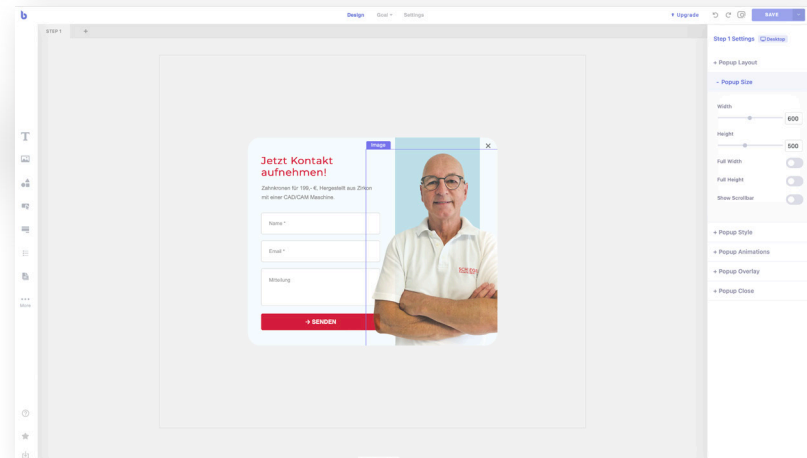 b
Design
Goal
Settings
Upgrade
SAVE
STEP 1
+
Step 1 Settings
Desktop
+ Popup Layout
- Popup Size
Width
600
Height
500
Full Width
Full Height
Show Scrollbar
+ Popup Style
+ Popup Animations
+ Popup Overlay
+ Popup Close
More
Image
Jetzt Kontakt
aufnehmen!
Zahnkronen für 199,- €. Hergestellt aus Zirkon
mit einer CAD/CAM Maschine.
Name *
Email *
Mitteilung
→ SENDEN